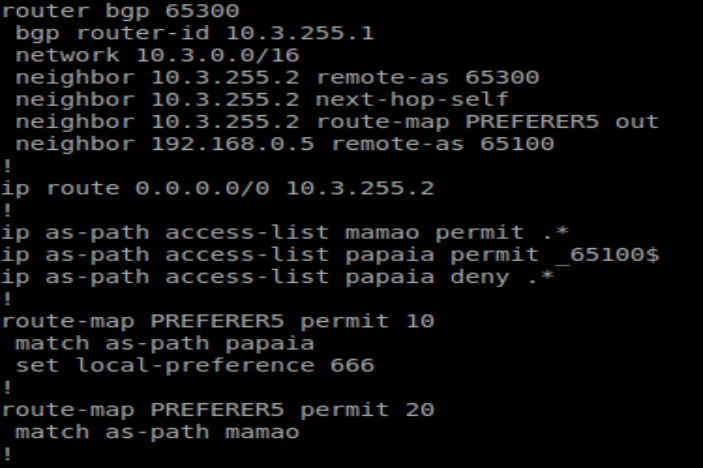 router bgp 65300
 bgp router-id 10.3.255.1
 network 10.3.0.0/16
 neighbor 10.3.255.2 remote-as 65300
 neighbor 10.3.255.2 next-hop-self
 neighbor 10.3.255.2 route-map PREFERER5 out
 neighbor 192.168.0.5 remote-as 65100
!
ip route 0.0.0.0/0 10.3.255.2
!
ip as-path access-list mamao permit .*
ip as-path access-list papaia permit _65100$
ip as-path access-list papaia deny .*
!
route-map PREFERER5 permit 10
 match as-path papaia
 set local-preference 666
!
route-map PREFERER5 permit 20
 match as-path mamao
!